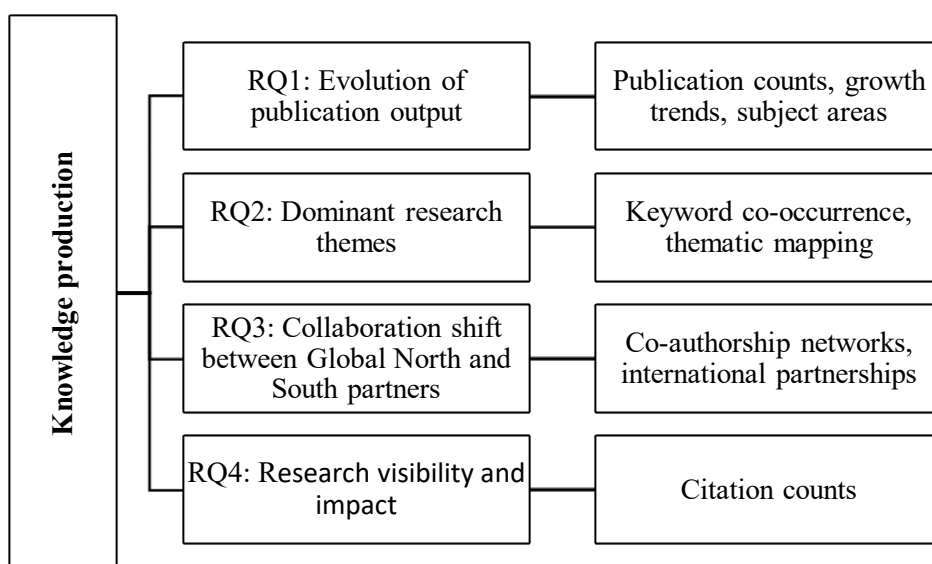 Knowledge production
RQ1: Evolution of
publication output
Publication counts, growth
trends, subject areas
RQ2: Dominant research
themes
Keyword co-occurrence,
thematic mapping
RQ3: Collaboration shift
between Global North and
South partners
Co-authorship networks,
international partnerships
RQ4: Research visibility and
impact
Citation counts